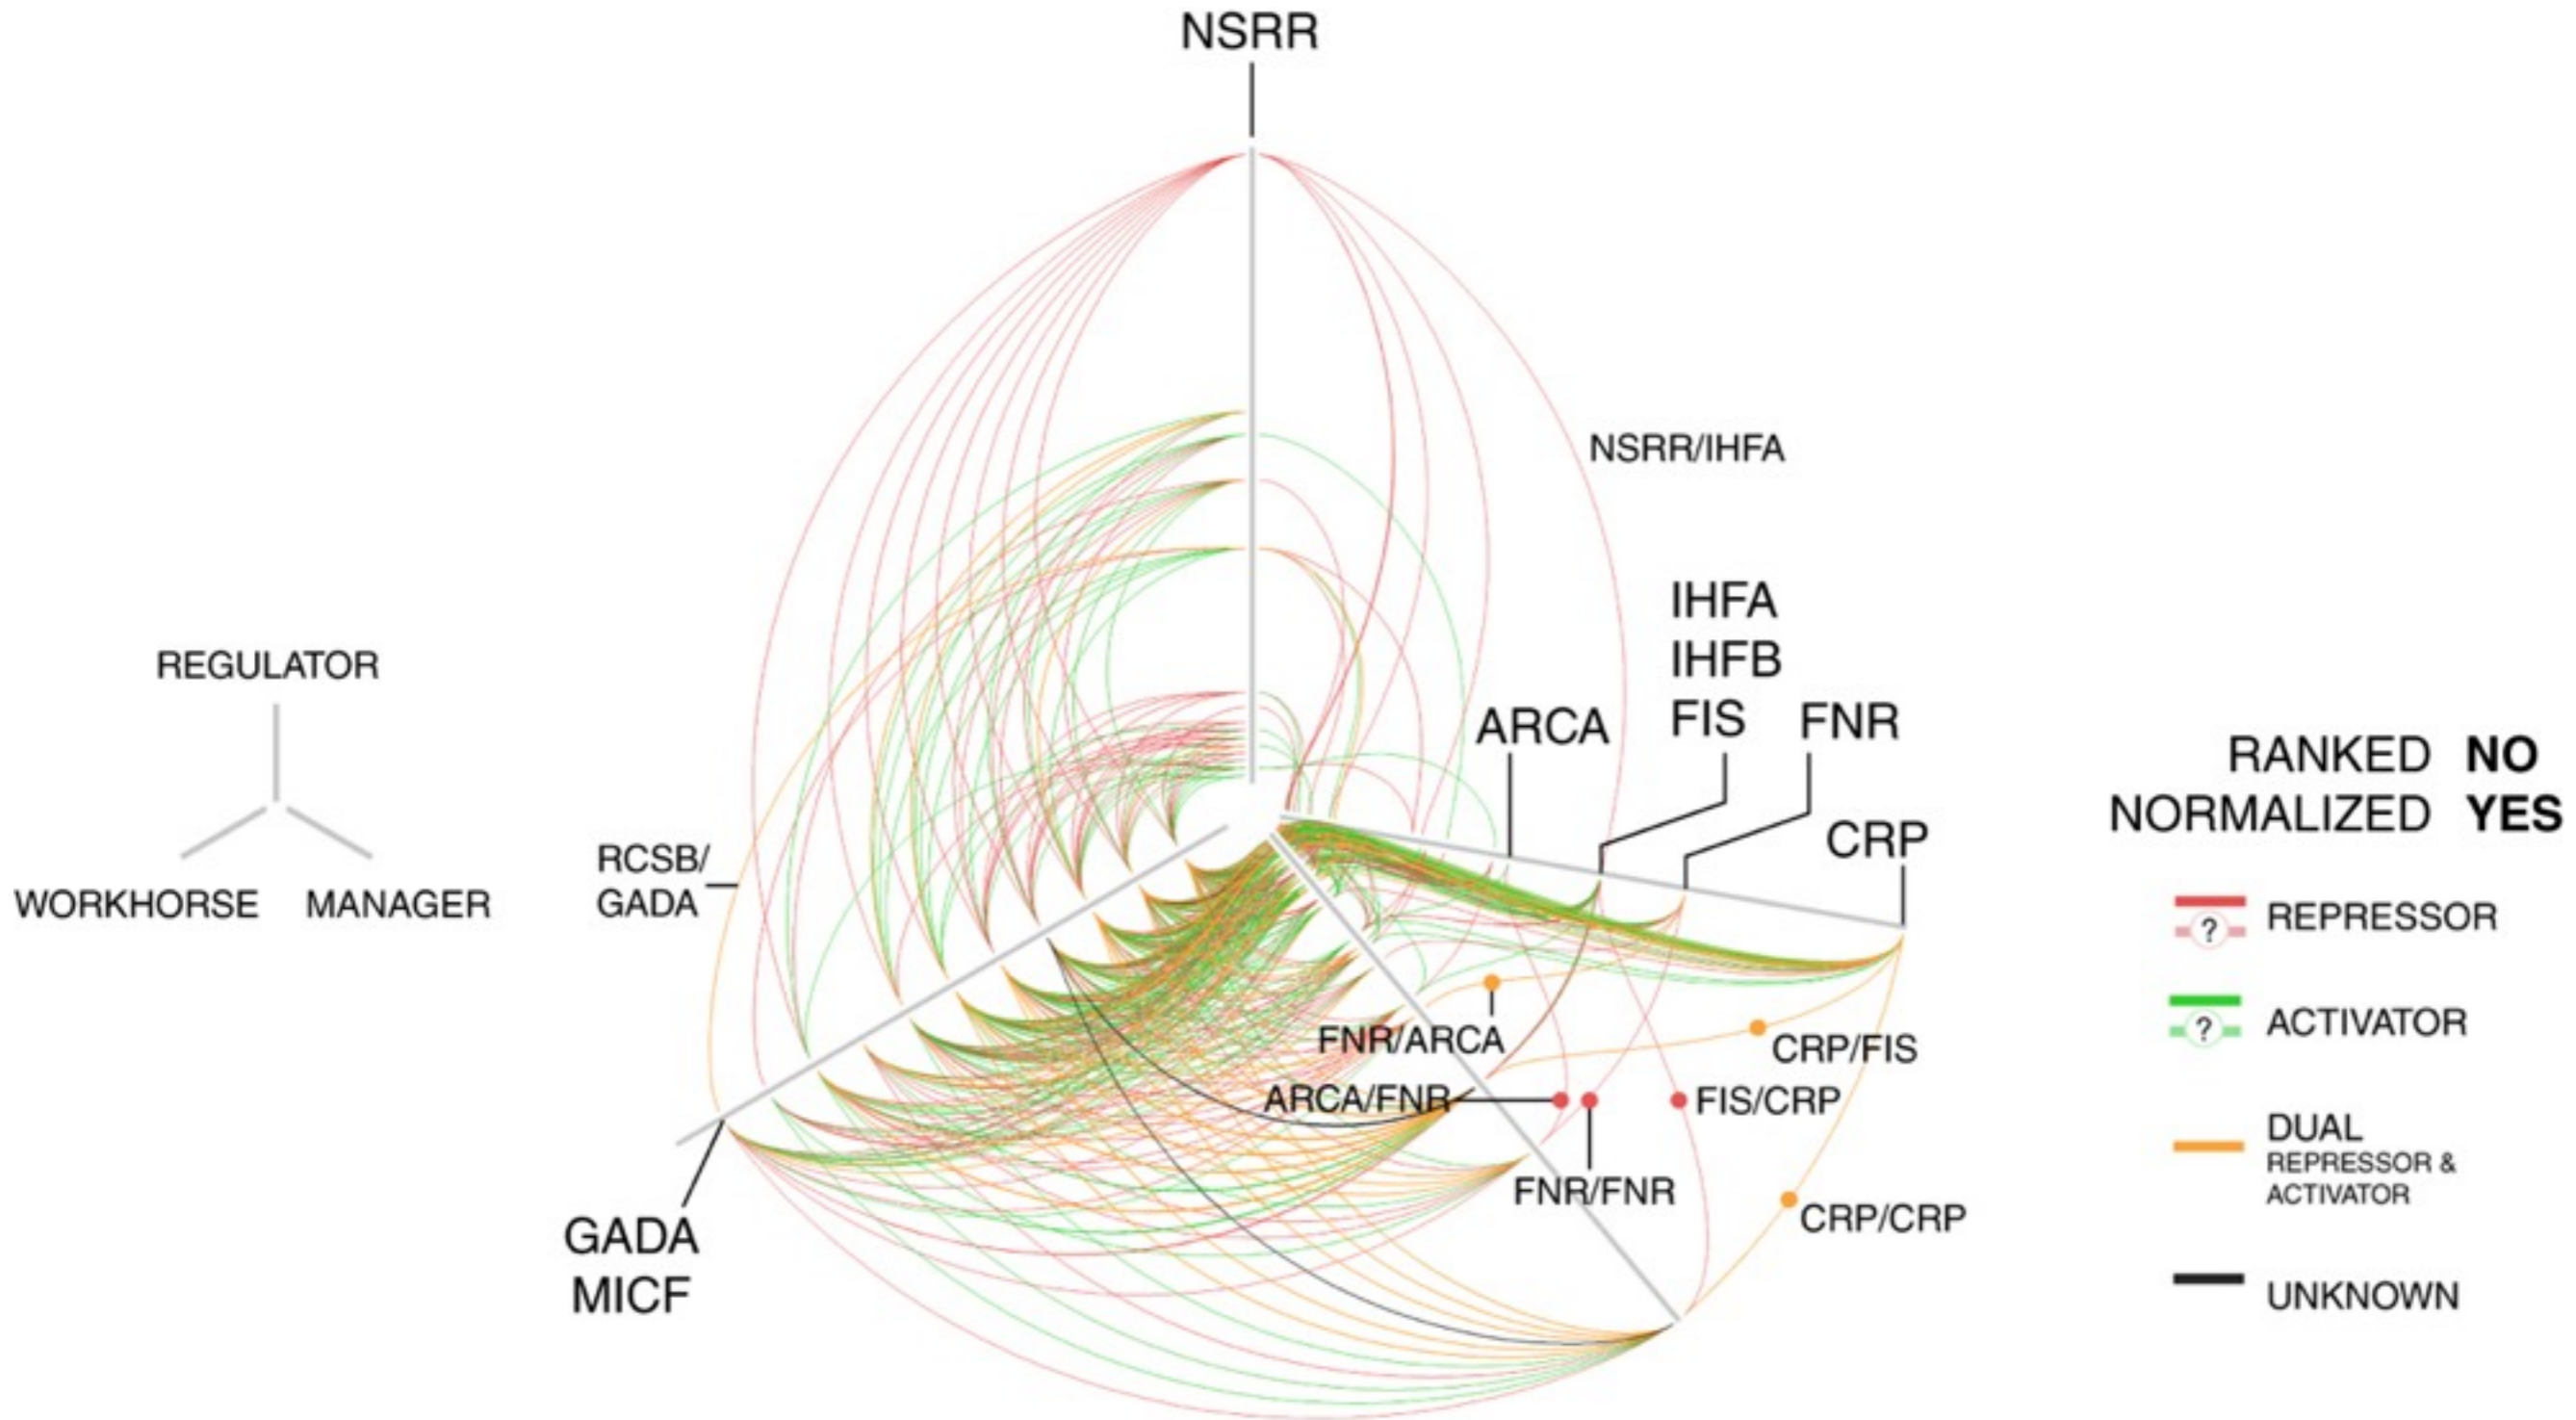 NSRR
NSRR/IHFA
IHFA
IHFB
FIS
FNR
ARCA
CRP
REGULATOR
WORKHORSE
MANAGER
RCSB/
GADA
FNR/ARCA
CRP/FIS
ARCA/FNR
FIS/CRP
FNR/FNR
CRP/CRP
GADA
MICF
RANKED NO
NORMALIZED YES
REPRESSOR
?
ACTIVATOR
?
DUAL
REPRESSOR &
ACTIVATOR
UNKNOWN